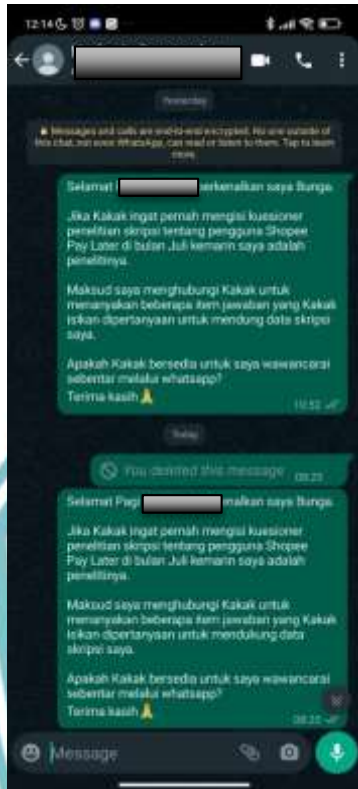 12:14
Yesterday
Messages and calls are end-to-end encrypted. No one outside of
this chat, not even WhatsApp, can read or listen to them. Tap to learn
more.
Selamat erkenalkan saya Bunga
Jika Kakak ingat pernah mengisi kuesioner
penelitian skripsi tentang pengguna Shopee
Pay Later di bulan Juli kemarin saya adalah
penelitinya.
Maksud saya menghubungi Kakak untuk
menanyakan beberapa item jawaban yang Kakak
isikan dipertanyaan untuk mendung data skripsi
saya.
Apakah Kakak bersedia untuk saya wawancarai
sebentar melalui whatsapp?
Terima kasih
10:52
Today
You deleted this message 08:25
Selamat Pagi enalkan saya Bunga
Jika Kakak ingat pernah mengisi kuesioner
penelitian skripsi tentang pengguna Shopee
Pay Later di bulan Juli kemarin saya adalah
penelitinya.
Maksud saya menghubungi Kakak untuk
menanyakan beberapa item jawaban yang Kakak
isikan dipertanyaan untuk mendukung data
skripsi saya.
Apakah Kakak bersedia untuk saya wawancarai
sebentar melalui whatsapp?
Terima kasih
08:25
Message